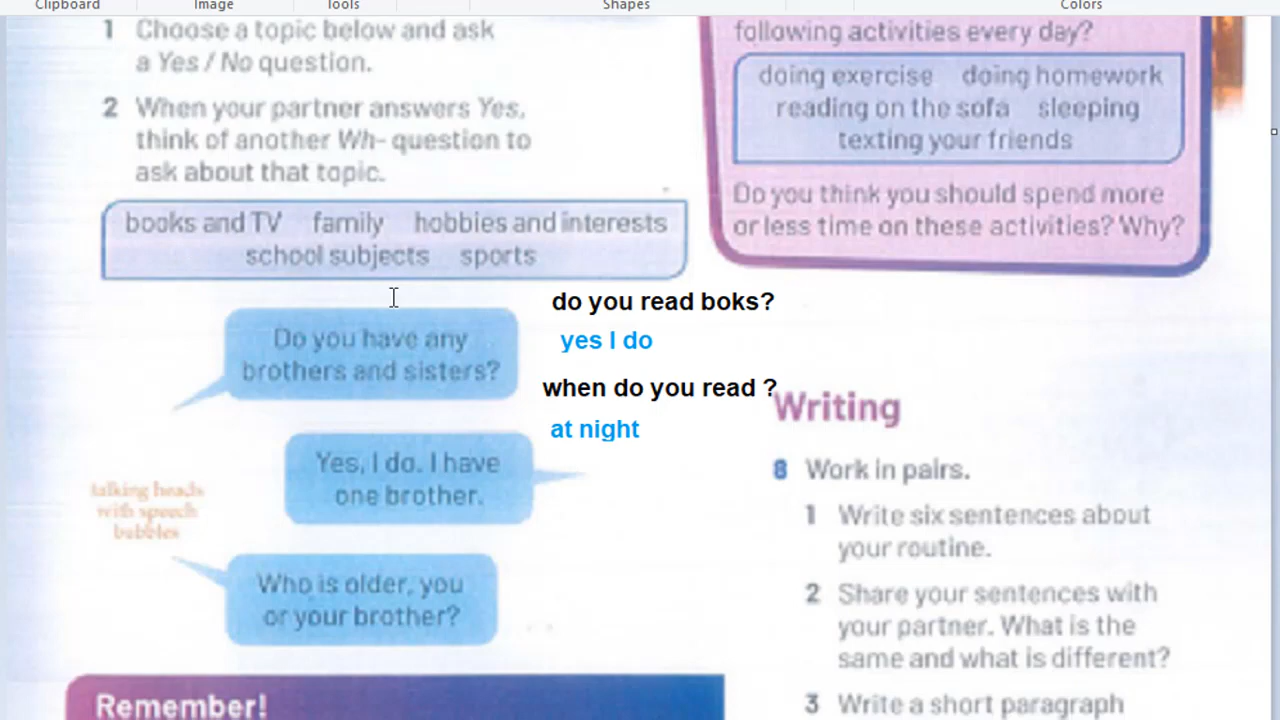 Clipboard Image Tools Shapes Colors
1 Choose a topic below and ask
a Yes / No question.
2 When your partner answers Yes,
think of another Wh- question to
ask about that topic.
books and TV family hobbies and interests
school subjects sports
Do you have any
brothers and sisters?
Yes, I do. I have
one brother.
talking heads
with speech
bubbles
Who is older, you
or your brother?
Remember!
do you read boks?
yes I do
when do you read ?
at night
following activities every day?
doing exercise doing homework
reading on the sofa sleeping
texting your friends
Do you think you should spend more
or less time on these activities? Why?
Writing
8 Work in pairs.
1 Write six sentences about
your routine.
2 Share your sentences with
your partner. What is the
same and what is different?
3 Write a short paragraph